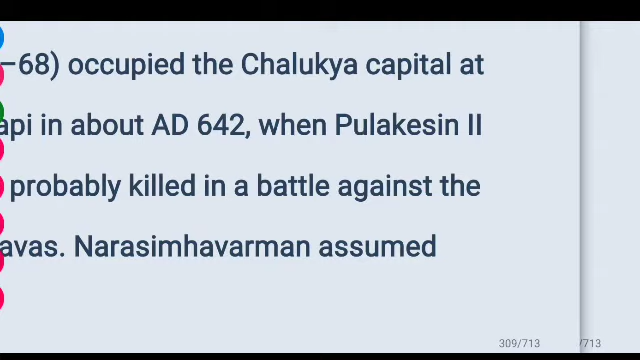 –68) occupied the Chalukya capital at
api in about AD 642, when Pulakesin II
probably killed in a battle against the
avas. Narasimhavarman assumed
309/713 /713